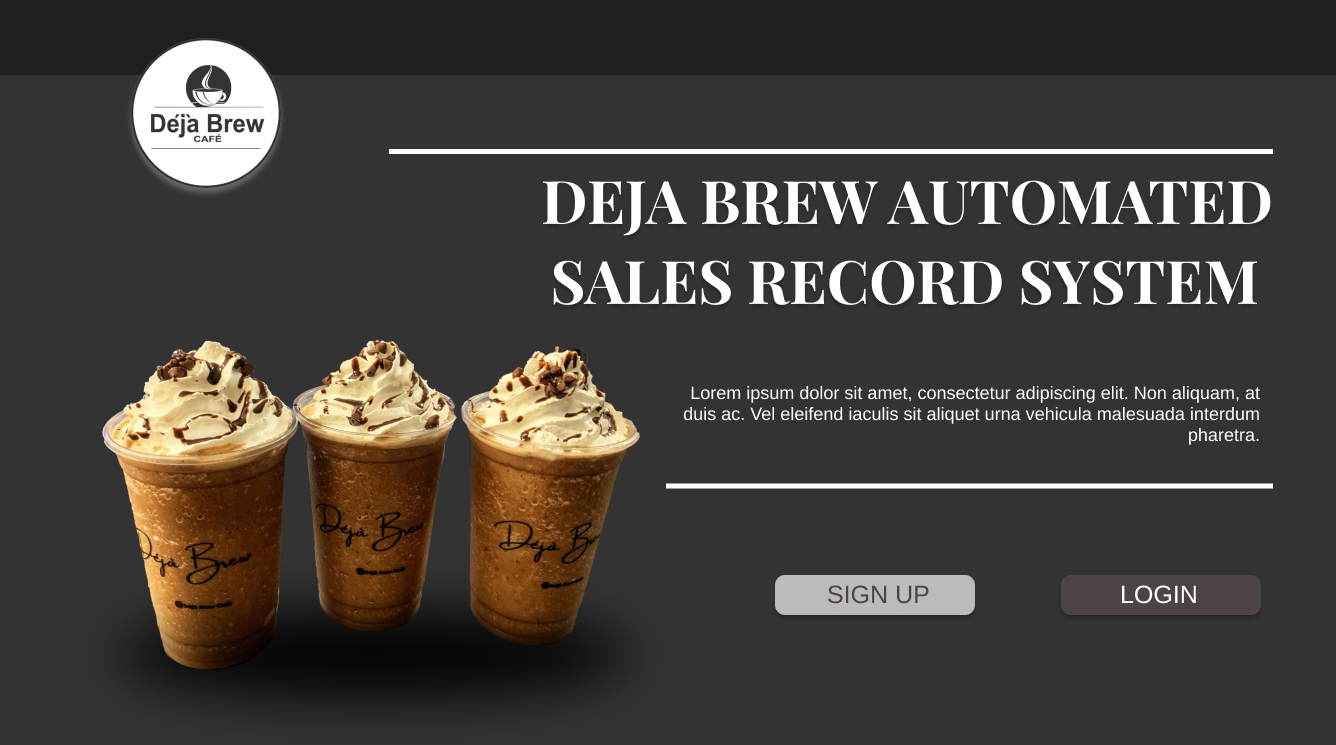 Déjà Brew
CAFÉ
DEJA BREW AUTOMATED
SALES RECORD SYSTEM
Lorem ipsum dolor sit amet, consectetur adipiscing elit. Non aliquam, at
duis ac. Vel eleifend iaculis sit aliquet urna vehicula malesuada interdum
pharetra.
Déjà Brew
Déjà Brew
Déjà Br
SIGN UP
LOGIN